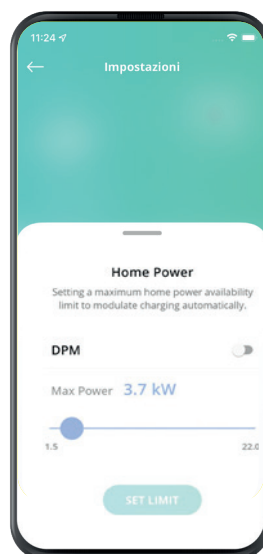 11:24
Impostazioni
Home Power
Setting a maximum home power availability
limit to modulate charging automatically.
DPM
Max Power 3.7 kW
1.5 22.0
SET LIMIT